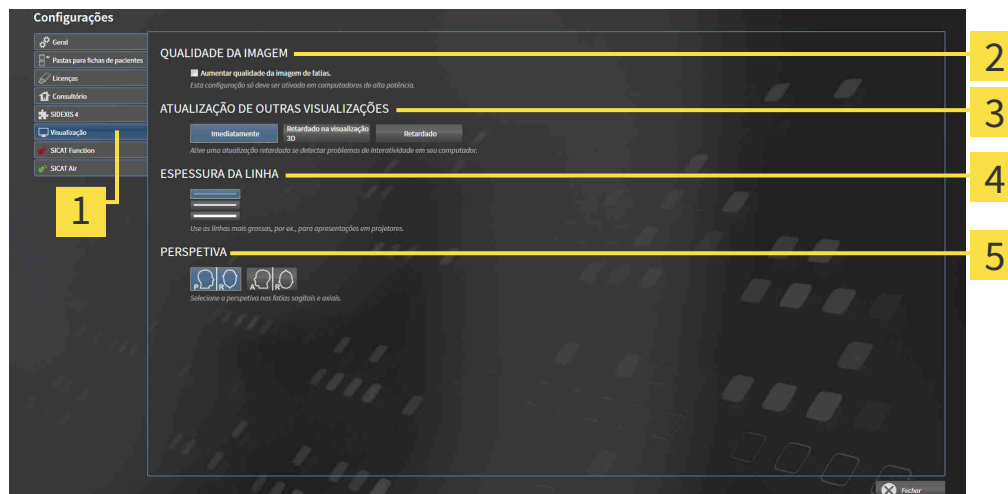 Configurações
Geral
Pastas para fichas de pacientes
Licenças
Consultório
SIDEXIS 4
Visualização
SICAT Function
SICAT Air
1
QUALIDADE DA IMAGEM
2
Aumentar qualidade da imagem de fatias.
Esta configuração só deve ser ativada em computadores de alta potência.
ATUALIZAÇÃO DE OUTRAS VISUALIZAÇÕES
3
Imediatamente
Retardado na visualização
3D
Retardado
Ative uma atualização retardada se detectar problemas de interatividade em seu computador.
ESPESSURA DA LINHA
4
Use as linhas mais grossas, por ex., para apresentações em projetores.
PERSPETIVA
5
P R A R
Selecione a perspetiva nas fatias sagitais e axiais.
Fechar